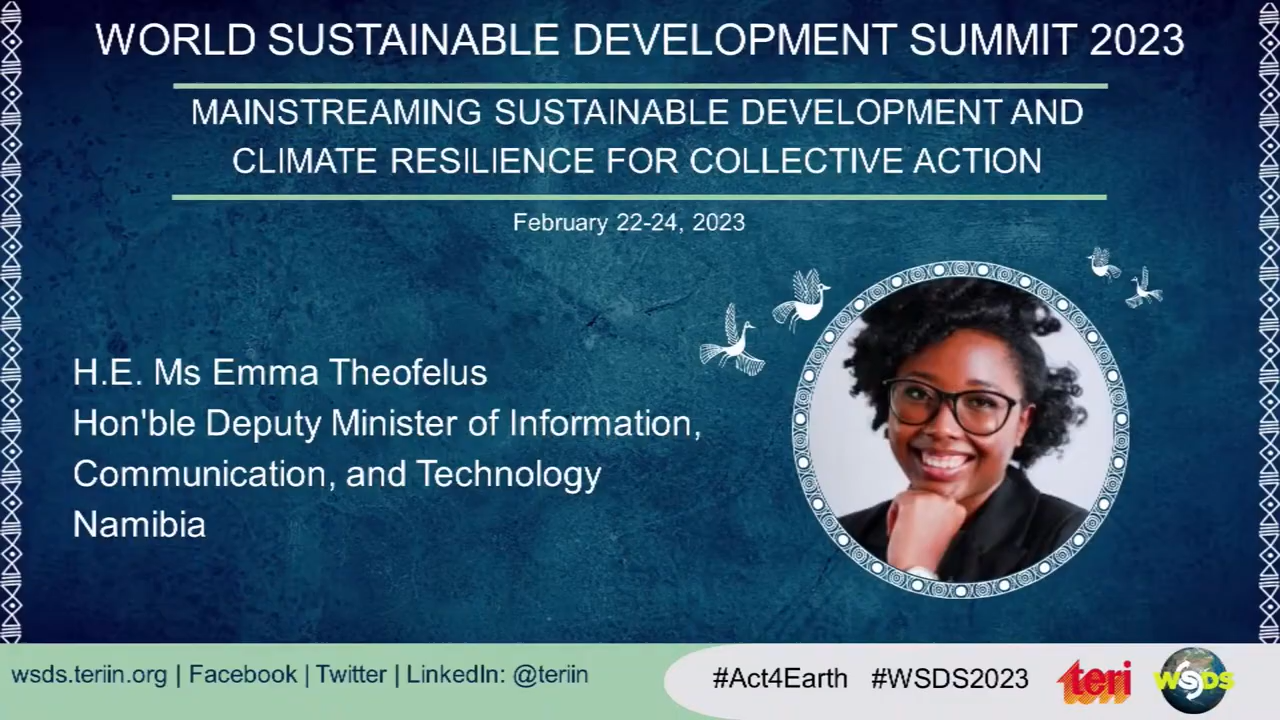 WORLD SUSTAINABLE DEVELOPMENT SUMMIT 2023
MAINSTREAMING SUSTAINABLE DEVELOPMENT AND
CLIMATE RESILIENCE FOR COLLECTIVE ACTION
February 22-24, 2023
H.E. Ms Emma Theofelus
Hon'ble Deputy Minister of Information,
Communication, and Technology
Namibia
wsds.teriin.org | Facebook | Twitter | LinkedIn: @teriin
#Act4Earth #WSDS2023 teri WSDS